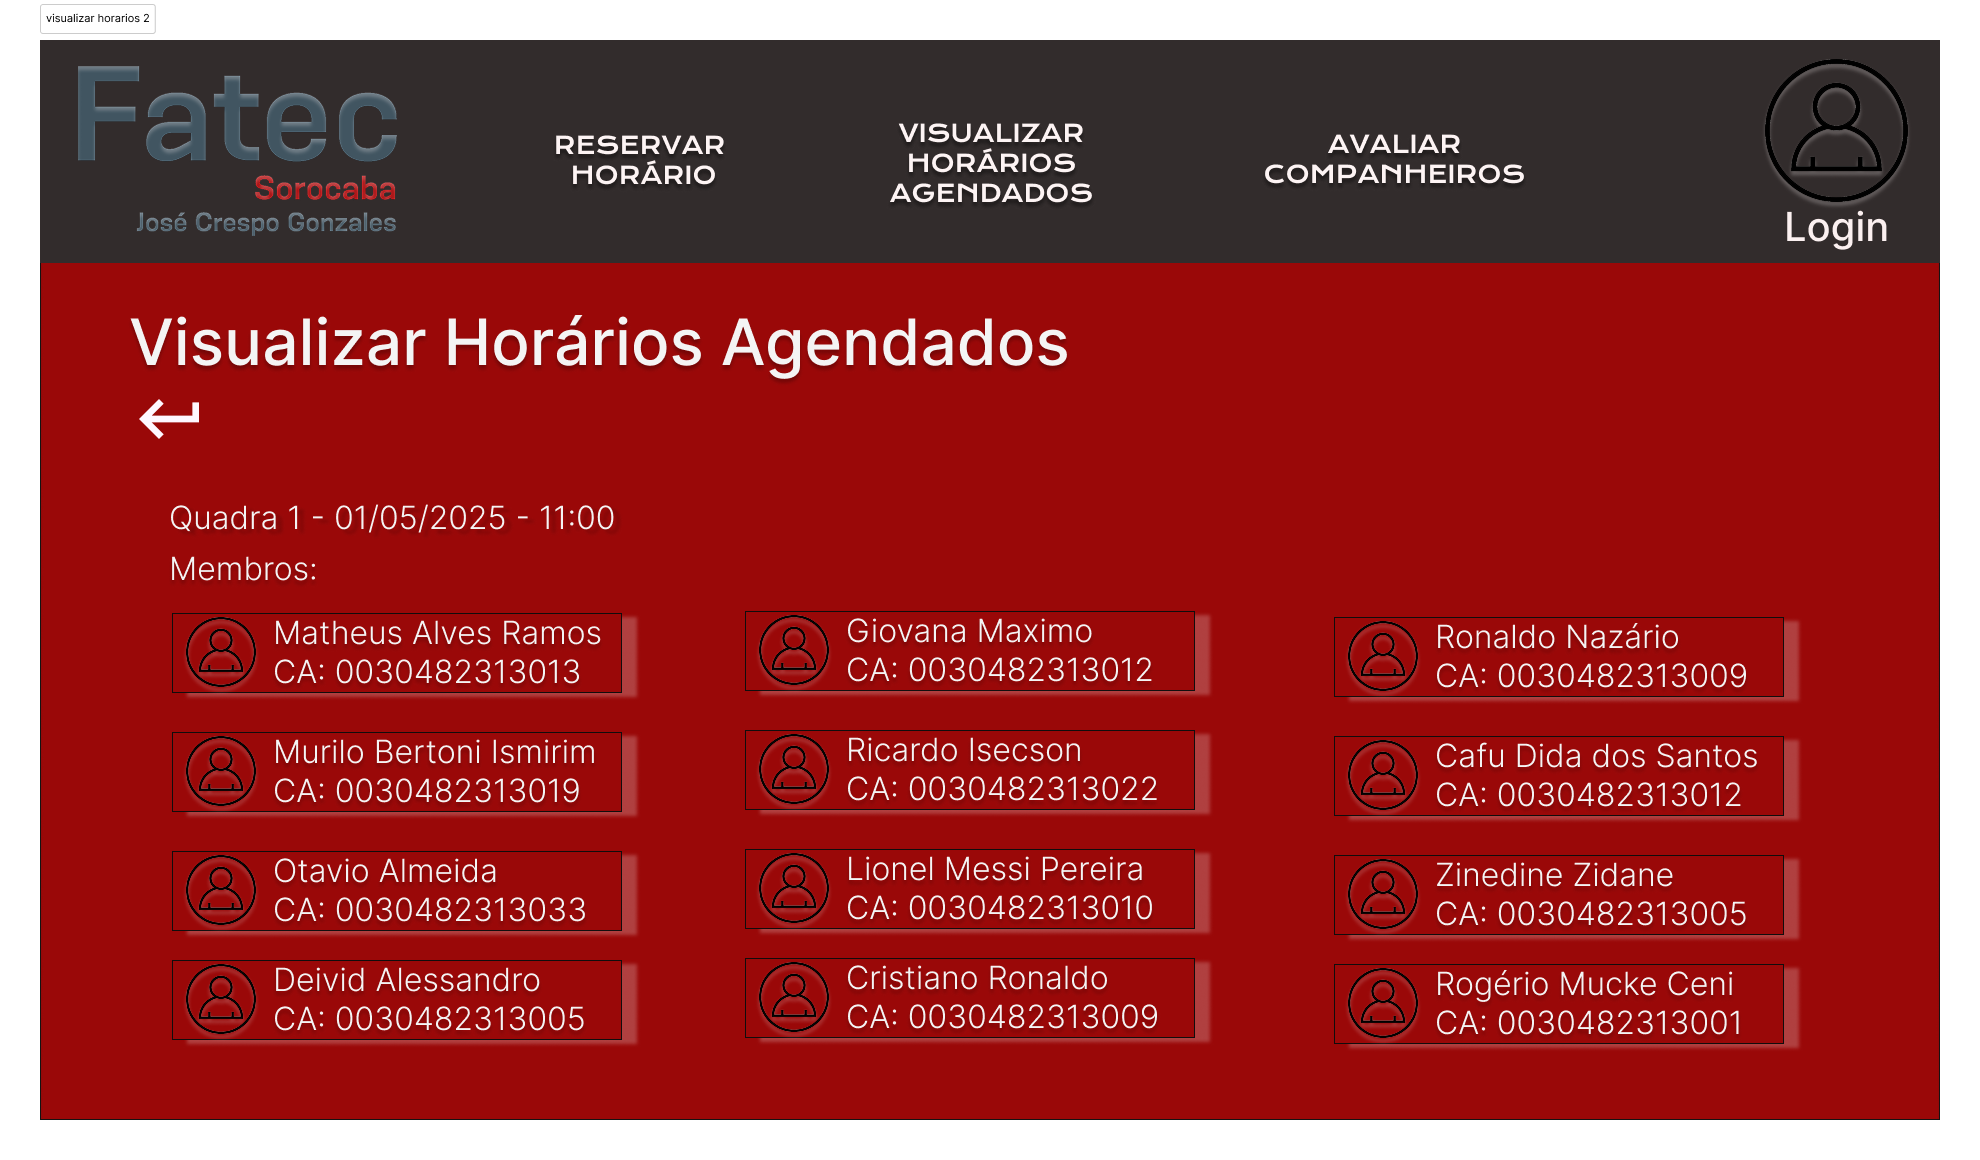 visualizar horarios 2
Fatec
Sorocaba
José Crespo Gonzales
RESERVAR
HORÁRIO
VISUALIZAR
HORÁRIOS
AGENDADOS
AVALIAR
COMPANHEIROS
Login
Visualizar Horários Agendados
Quadra 1 - 01/05/2025 - 11:00
Membros:
Matheus Alves Ramos
CA: 0030482313013
Giovana Maximo
CA: 0030482313012
Ronaldo Nazário
CA: 0030482313009
Murilo Bertoni Ismirim
CA: 0030482313019
Ricardo Isecson
CA: 0030482313022
Cafu Dida dos Santos
CA: 0030482313012
Otavio Almeida
CA: 0030482313033
Lionel Messi Pereira
CA: 0030482313010
Zinedine Zidane
CA: 0030482313005
Deivid Alessandro
CA: 0030482313005
Cristiano Ronaldo
CA: 0030482313009
Rogério Mucke Ceni
CA: 0030482313001